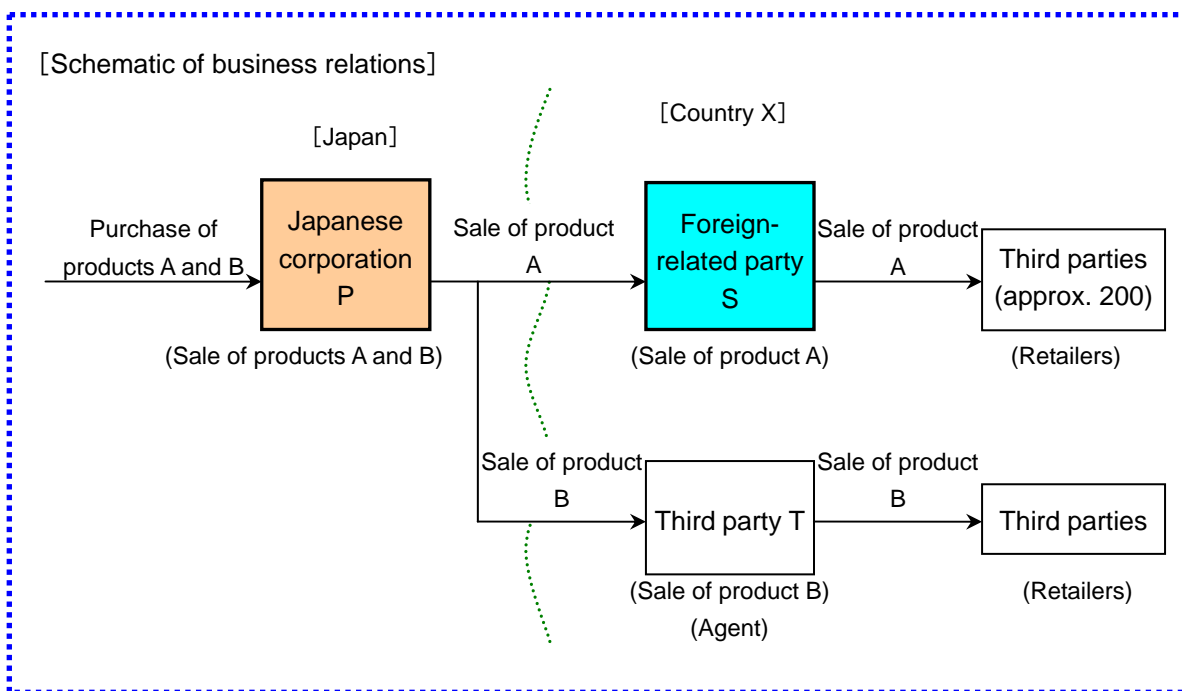 ［Schematic of business relations］
［Japan］
［Country X］
Purchase of
products A and B
Japanese
corporation
P
(Sale of products A and B)
Sale of product
A
Foreign-
related party
S
(Sale of product A)
Sale of product
A
Third parties
(approx. 200)
(Retailers)
Sale of product
B
Third party T
(Sale of product B)
(Agent)
Sale of product
B
Third parties
(Retailers)